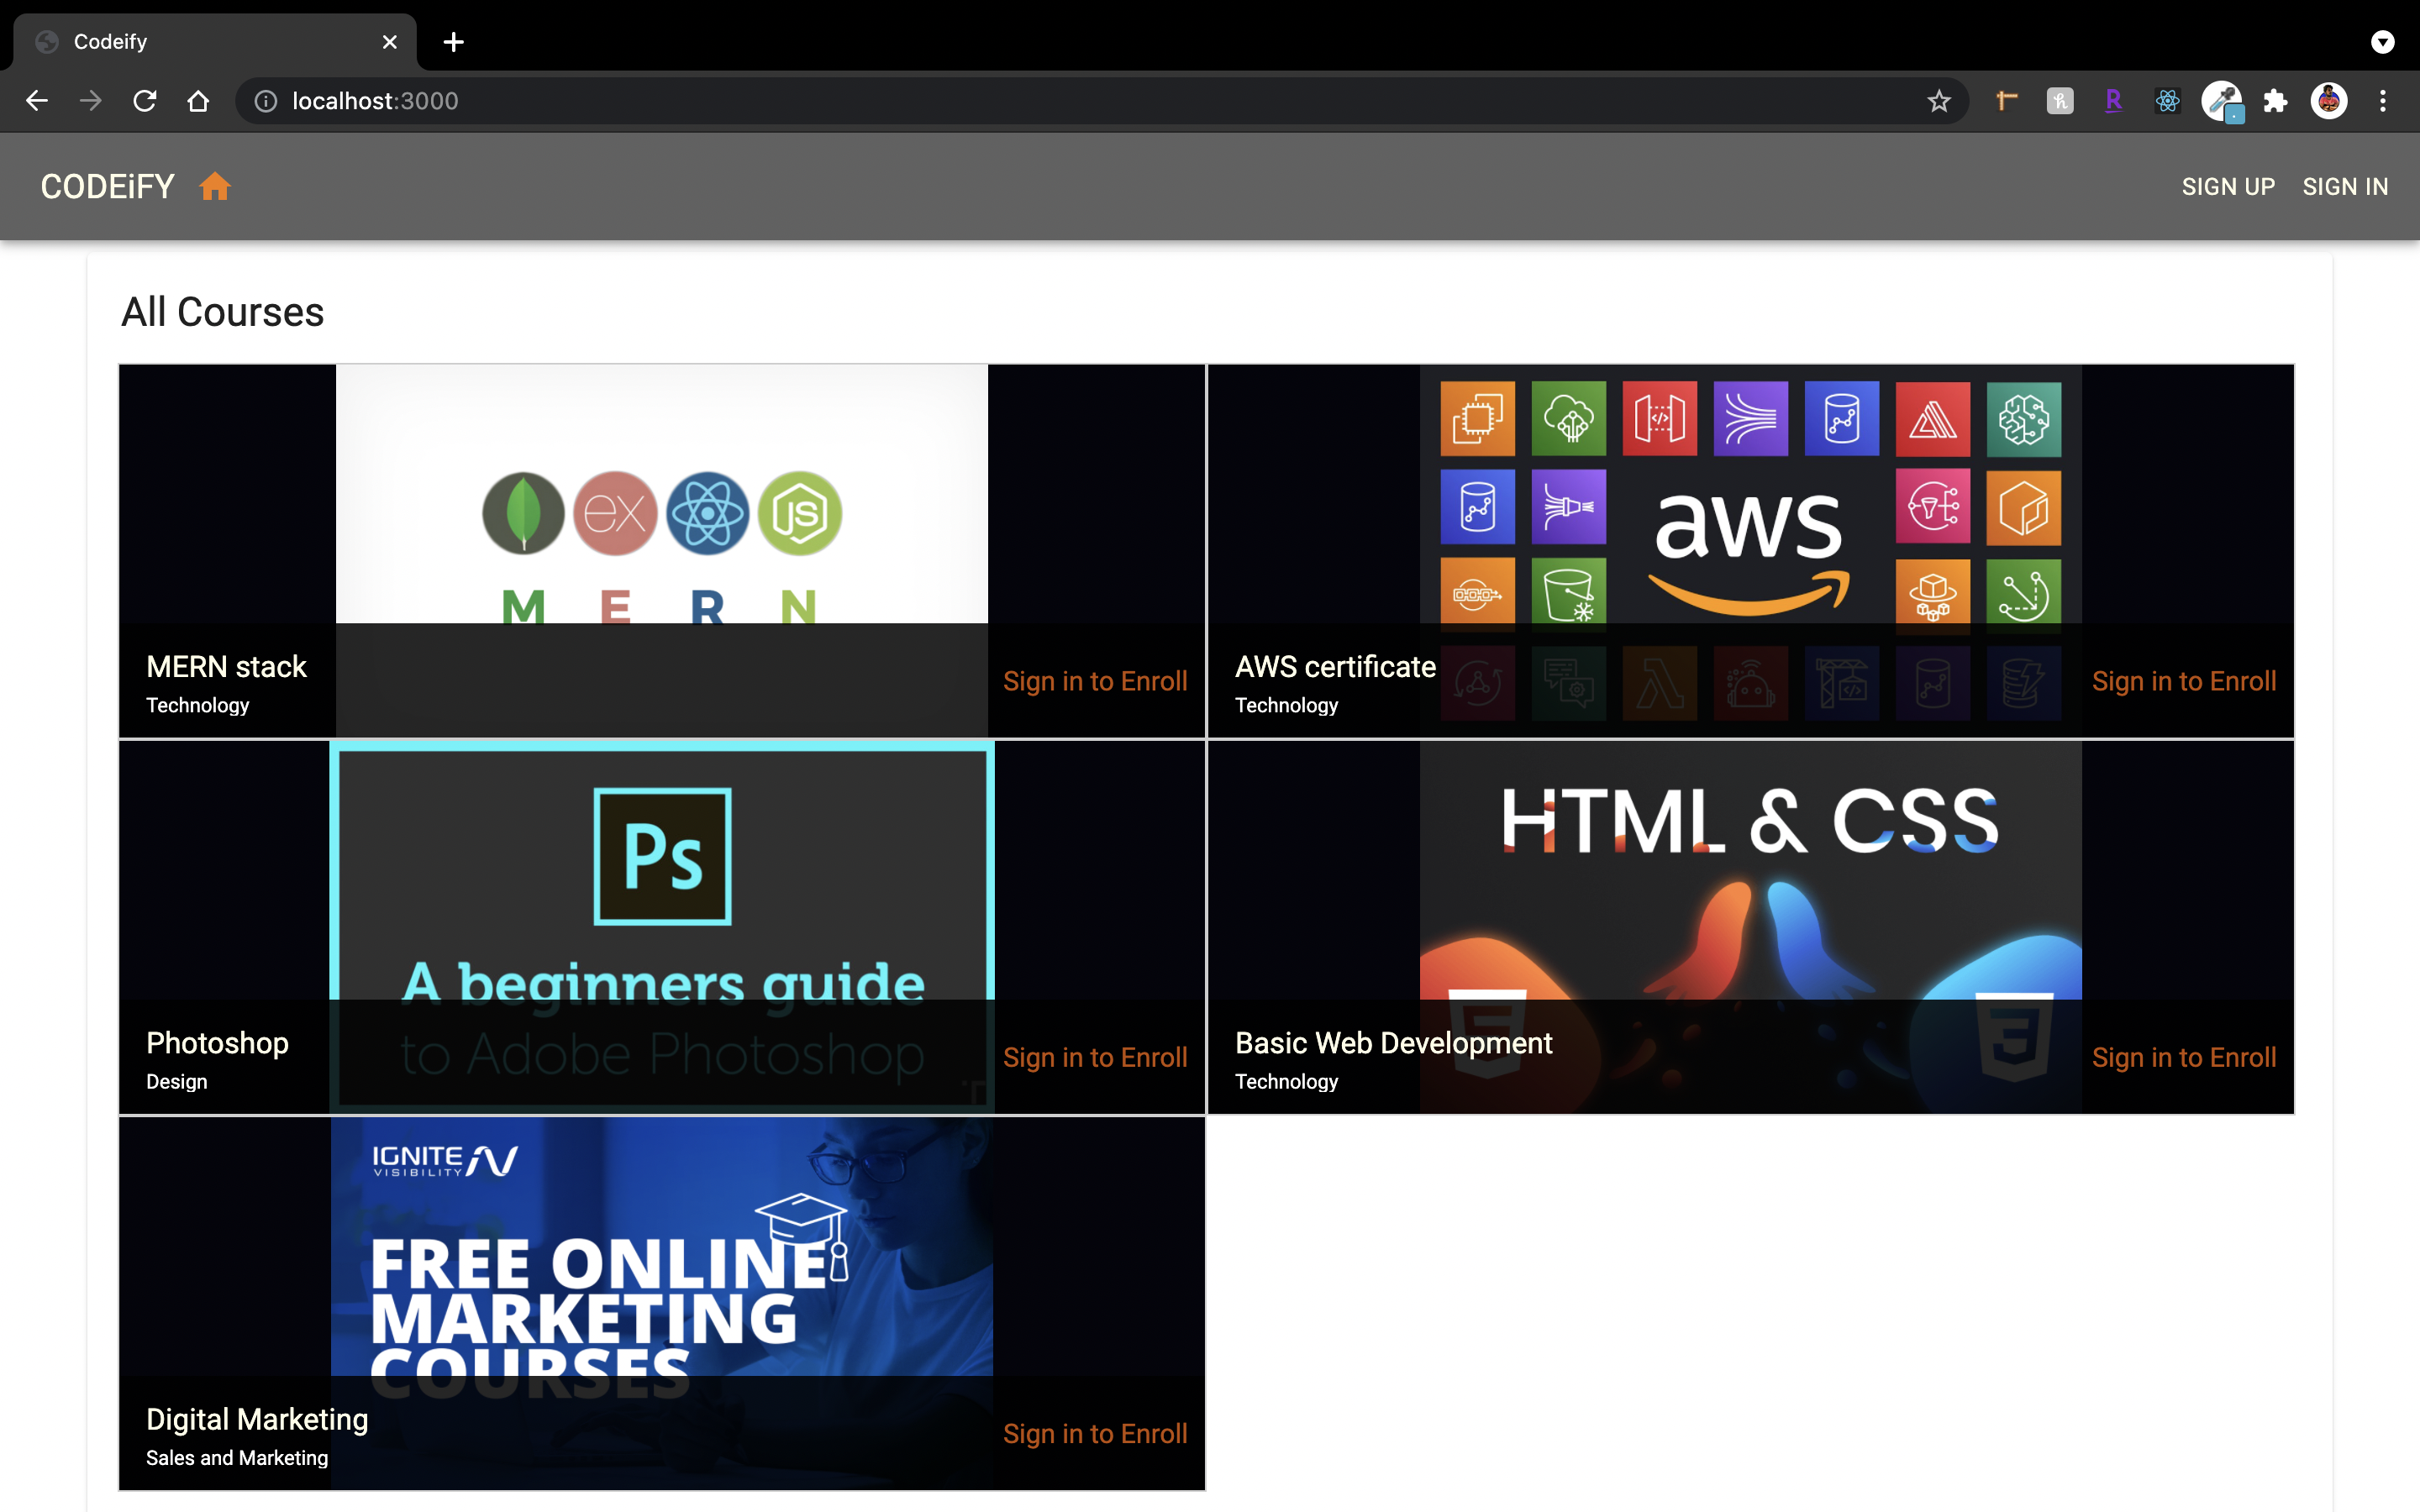 Codeify
localhost:3000
CODEiFY
SIGN UP SIGN IN
All Courses
ex JS
M E R N
MERN stack
Technology
Sign in to Enroll
aws
AWS certificate
Technology
Sign in to Enroll
Ps
A beginners guide
to Adobe Photoshop
Photoshop
Design
Sign in to Enroll
HTML & CSS
Basic Web Development
Technology
Sign in to Enroll
IGNITE
VISIBILITY
FREE ONLINE
MARKETING
COURSES
Digital Marketing
Sales and Marketing
Sign in to Enroll